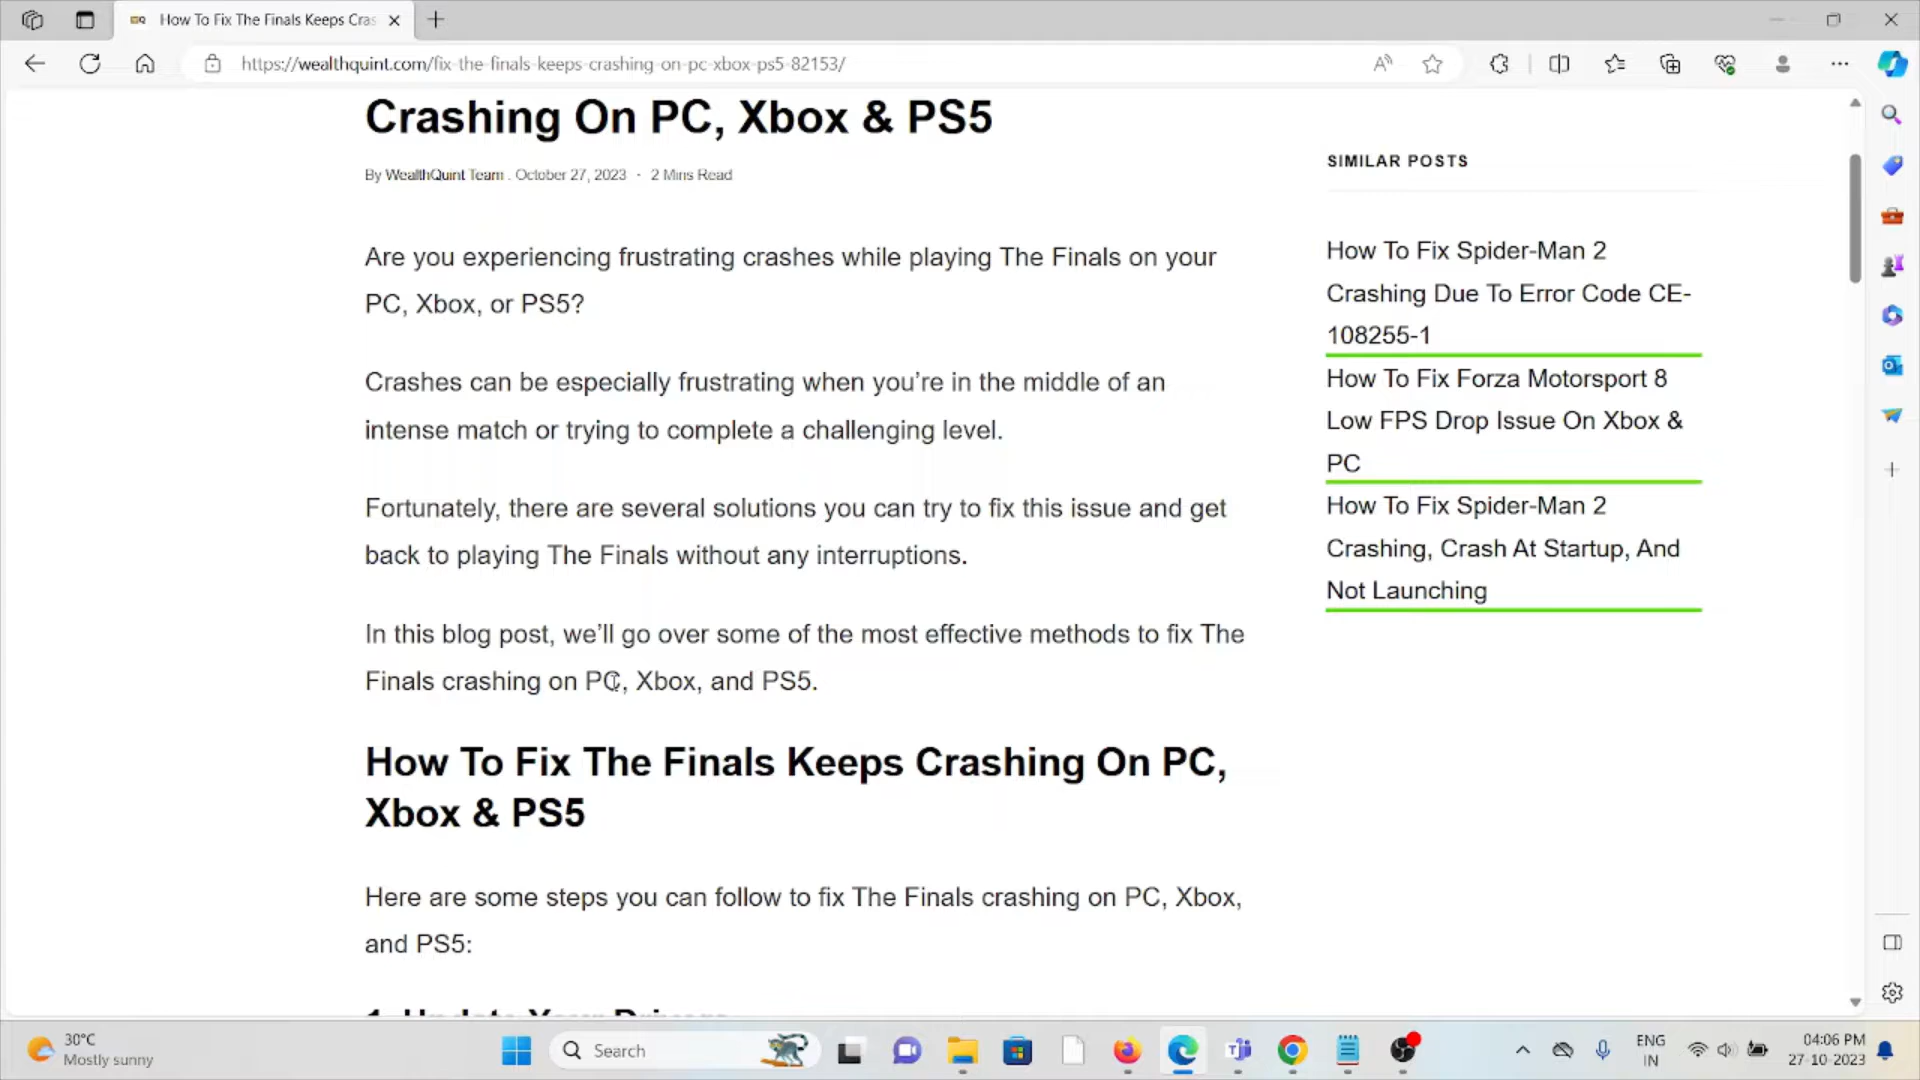 How To Fix The Finals Keeps Cras
https://wealthquint.com/fix-the-finals-keeps-crashing-on-pc-xbox-ps5-82153/
Crashing On PC, Xbox & PS5
By WealthQuint Team . October 27, 2023 · 2 Mins Read
Are you experiencing frustrating crashes while playing The Finals on your
PC, Xbox, or PS5?
Crashes can be especially frustrating when you’re in the middle of an
intense match or trying to complete a challenging level.
Fortunately, there are several solutions you can try to fix this issue and get
back to playing The Finals without any interruptions.
In this blog post, we’ll go over some of the most effective methods to fix The
Finals crashing on PC, Xbox, and PS5.
How To Fix The Finals Keeps Crashing On PC,
Xbox & PS5
Here are some steps you can follow to fix The Finals crashing on PC, Xbox,
and PS5:
1. Update Your Drivers
SIMILAR POSTS
How To Fix Spider-Man 2
Crashing Due To Error Code CE-
108255-1
How To Fix Forza Motorsport 8
Low FPS Drop Issue On Xbox &
PC
How To Fix Spider-Man 2
Crashing, Crash At Startup, And
Not Launching
30°C
Mostly sunny
Search
ENG
IN
04:06 PM
27-10-2023